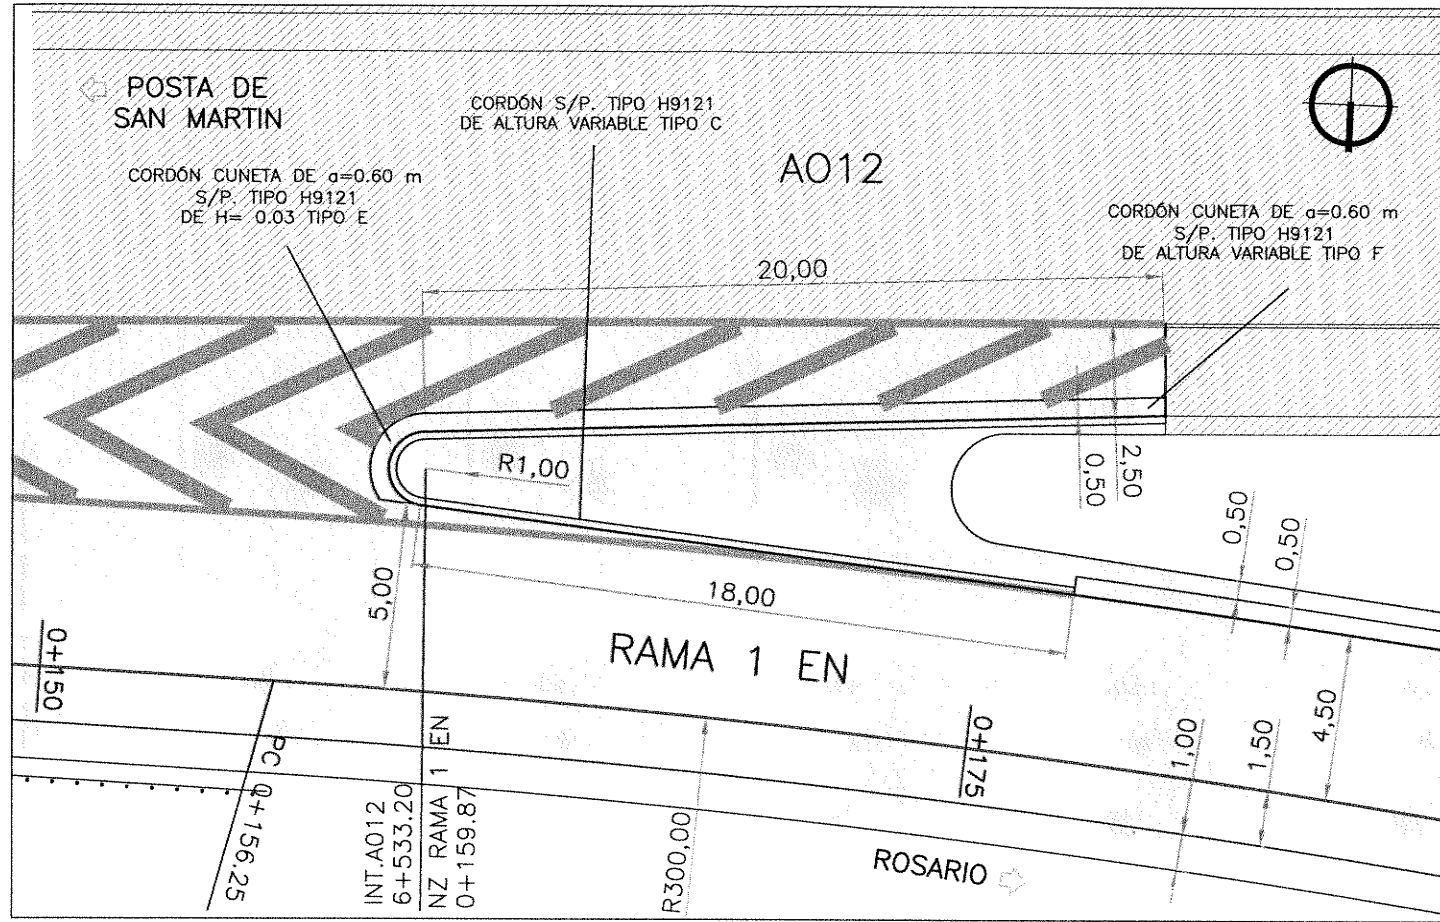 POSTA DE
SAN MARTIN
CORDÓN S/P. TIPO H9121
DE ALTURA VARIABLE TIPO C
AO12
CORDÓN CUNETA DE a=0.60 m
S/P. TIPO H9121
DE H= 0.03 TIPO E
CORDÓN CUNETA DE a=0.60 m
S/P. TIPO H9121
DE ALTURA VARIABLE TIPO F
20,00
R1,00
2,50
0,50
0,50
0,50
5,00
18,00
RAMA 1 EN
0+150
PC 0+156.25
INT.AO12
6+533.20
NZ RAMA 1 EN
0+159.87
R300,00
0+175
1,00
1,50
4,50
ROSARIO